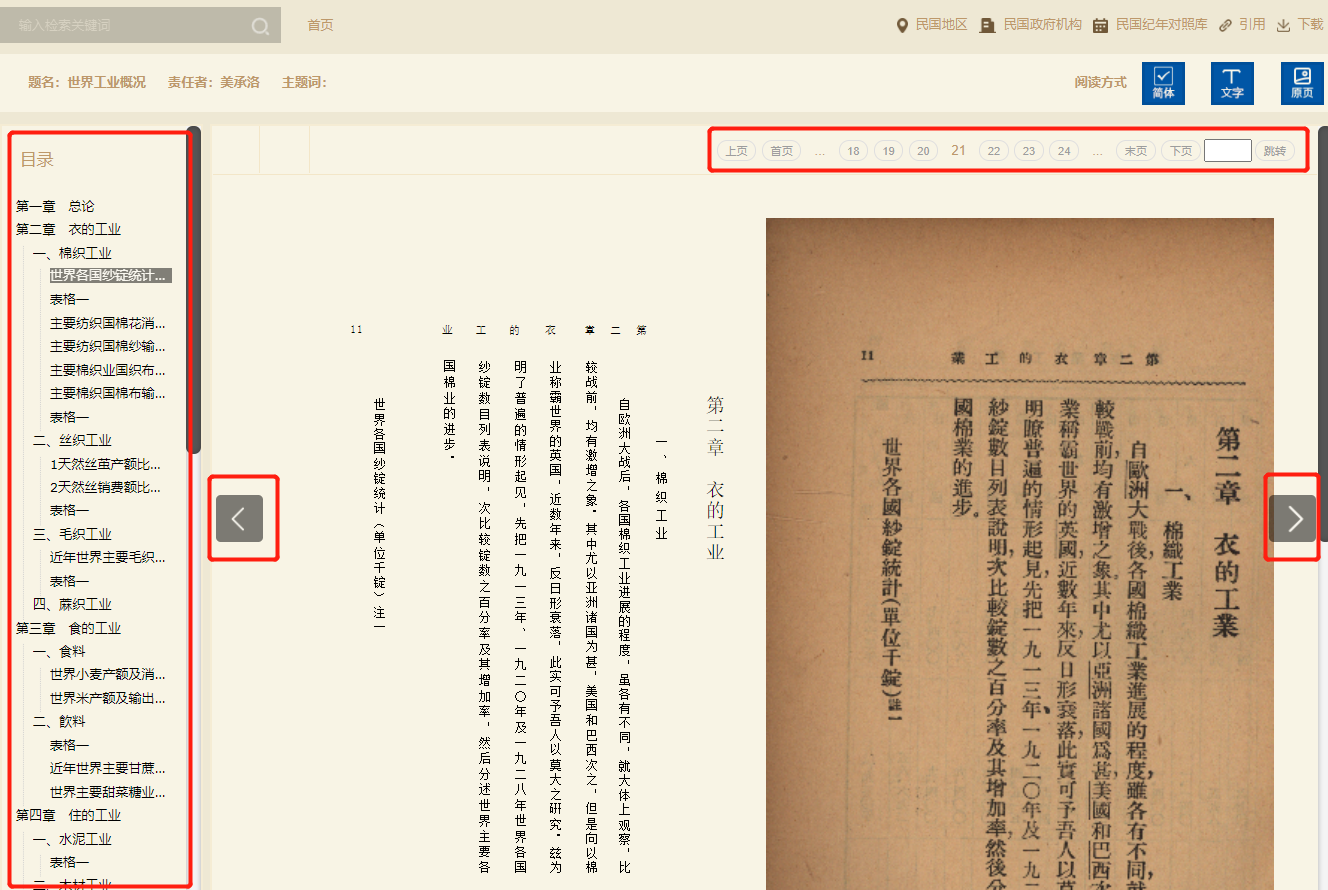 输入检索关键词
首页
民国地区
民国政府机构
民国纪年对照库
引用
下载
题名：世界工业概况 责任者：美承洛 主题词：
阅读方式
简体
文字
原页
目录
第一章 总论
第二章 衣的工业
一、棉织工业
世界各国纱锭统计...
表格一
主要纺织国棉花消...
主要纺织国棉纱输...
主要棉织业国织布...
主要棉织国棉布输...
表格一
二、丝织工业
1天然丝茧产额比...
2天然丝销费额比...
表格一
三、毛织工业
近年世界主要毛织...
表格一
四、蔴织工业
第三章 食的工业
一、食料
世界小麦产额及消...
世界米产额及输出...
二、飲料
表格一
近年世界主要甘蔗...
世界主要甜菜糖业...
第四章 住的工业
一、水泥工业
表格一
二、木材工业
上页 首页 ... 18 19 20 21 22 23 24 ... 末页 下页 跳转
第二章衣的工业
11
第二章 衣的工业
一、棉织工业
自欧洲大战后，各国棉织工业进展的程度，虽各有不同，就大体上观察，比
较战前，均有激增之象。其中尤以亚洲诸国为甚，美国和巴西次之，但是向以棉
业称霸世界的英国，近数年来，反日形衰落，此实可予吾人以莫大之研究。兹为
明了普遍的情形起见，先把一九一三年、一九二〇年及一九二八年世界各国
纱锭数目列表说明，次比较锭数之百分率及其增加率，然后分述世界主要各
国棉业的进步。
世界各国纱锭统计（单位千锭）注一
第二章衣的工業
11
第二章 衣的工業
一、棉織工業
自歐洲大戰後，各國棉織工業進展的程度，雖各有不同，就
較戰前，均有激增之象。其中尤以亞洲諸國爲甚，美國和巴西次
業稱霸世界的英國，近數年來，反日形衰落，此實可予吾人以莫
明瞭普遍的情形起見，先把一九一三年、一九二〇年及一九二
紗錠數目列表說明，次比較錠數之百分率及其增加率，然後分
國棉業的進步。
世界各國紗錠統計（單位千錠）註一